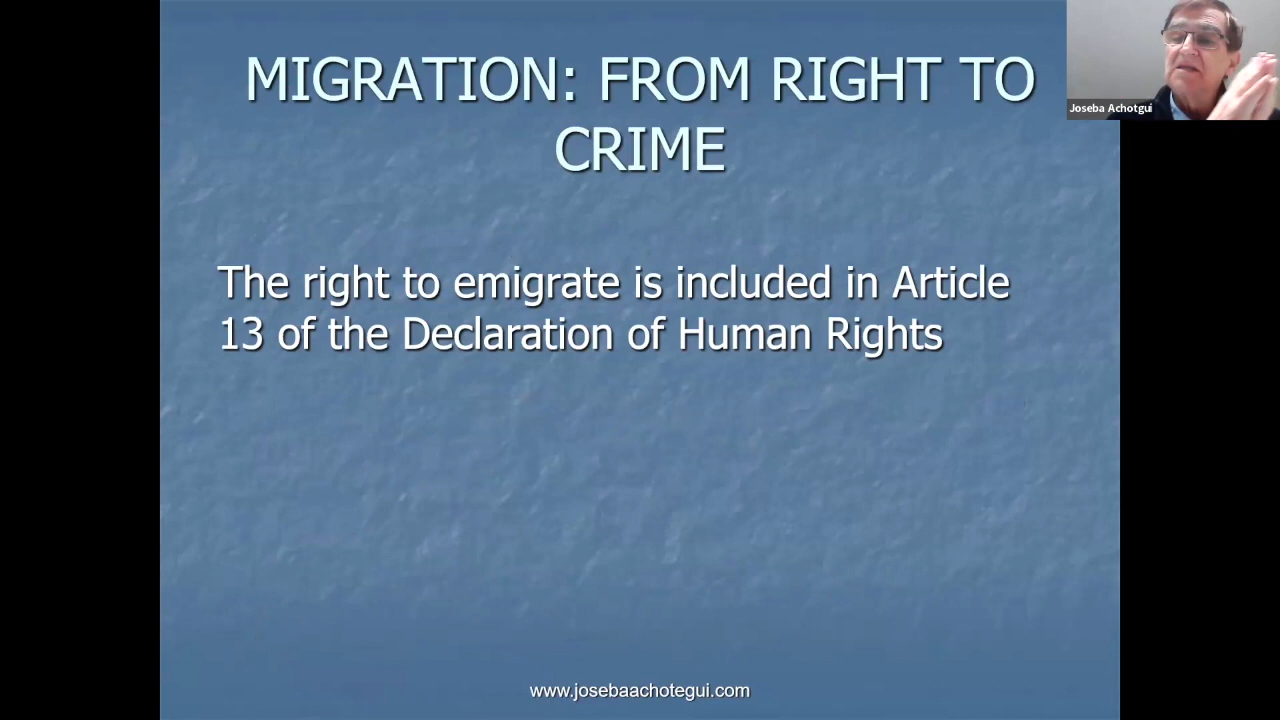 MIGRATION: FROM RIGHT TO
CRIME
Joseba Achotgui
The right to emigrate is included in Article
13 of the Declaration of Human Rights
www.josebaachotegui.com